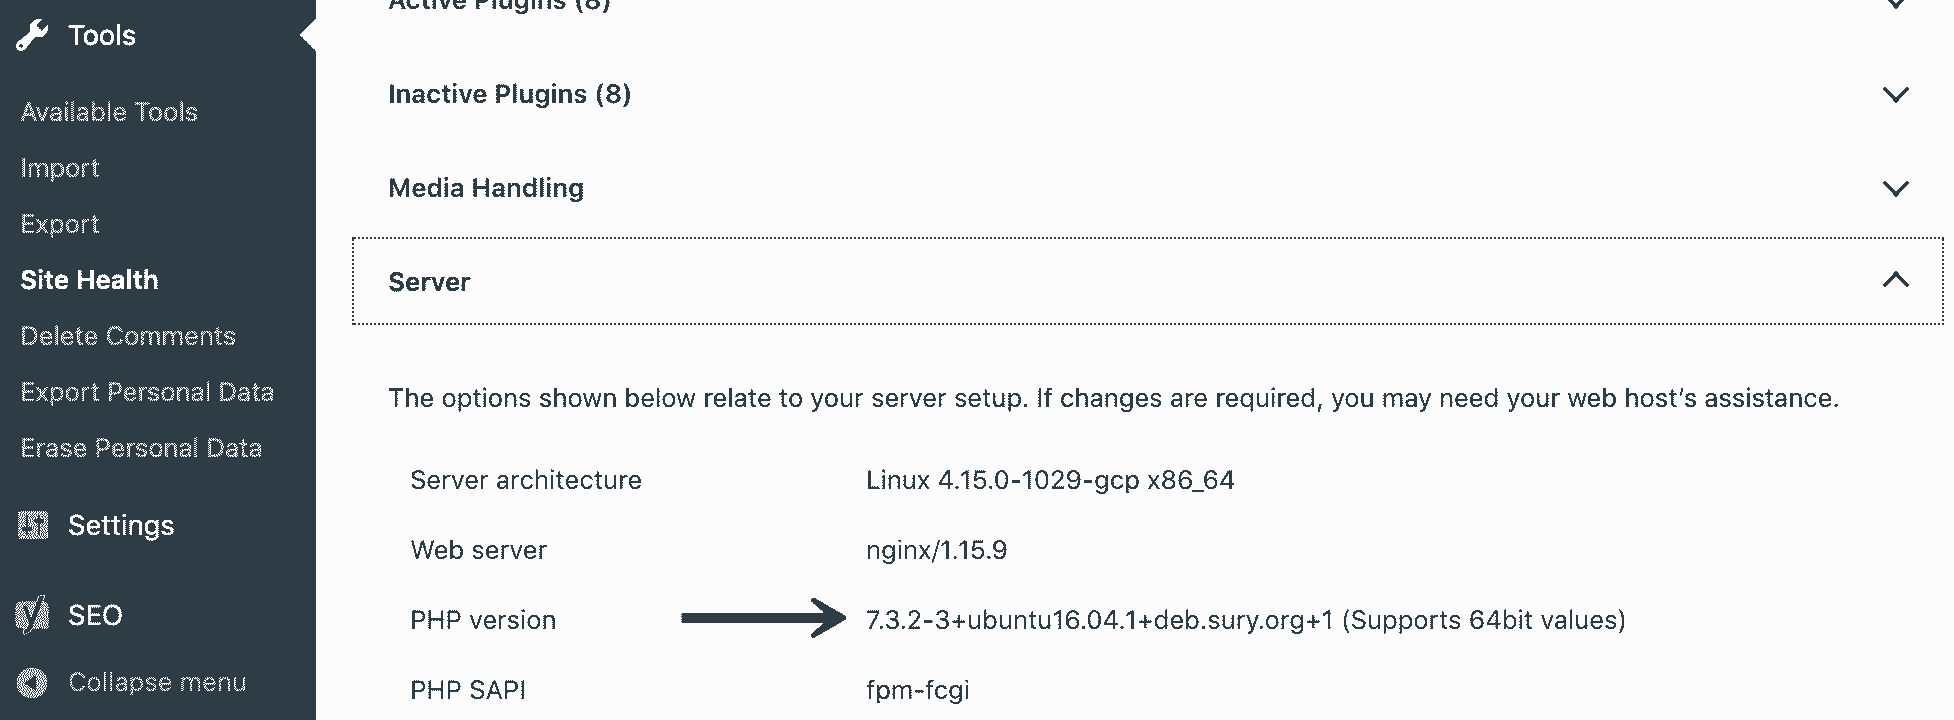 Tools
Available Tools
Import
Export
Site Health
Delete Comments
Export Personal Data
Erase Personal Data
Settings
SEO
Collapse menu
Active Plugins (8)
Inactive Plugins (8)
Media Handling
Server
The options shown below relate to your server setup. If changes are required, you may need your web host's assistance.
Server architecture Linux 4.15.0-1029-gcp x86_64
Web server nginx/1.15.9
PHP version 7.3.2-3+ubuntu16.04.1+deb.sury.org+1 (Supports 64bit values)
PHP SAPI fpm-fcgi